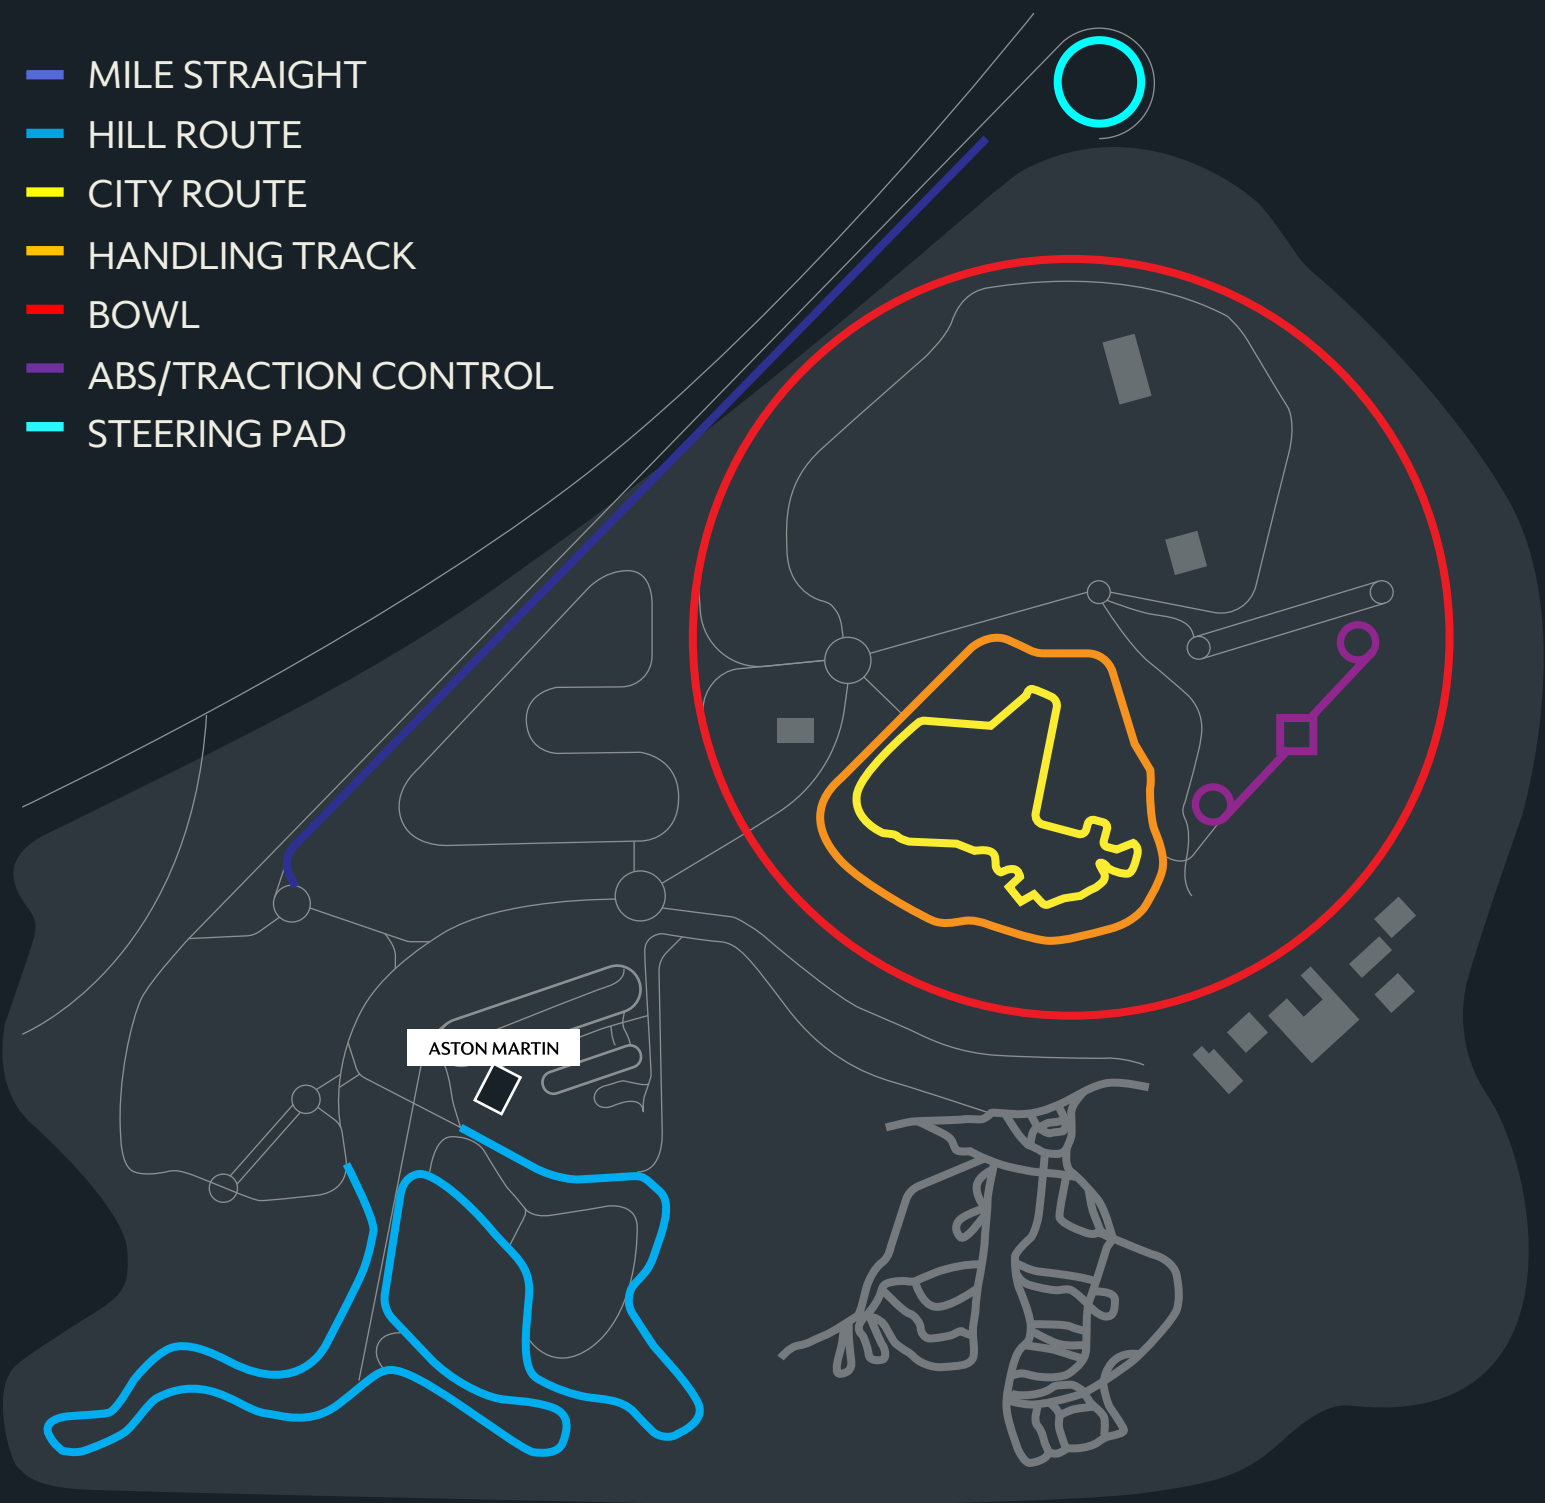 MILE STRAIGHT
HILL ROUTE
CITY ROUTE
HANDLING TRACK
BOWL
ABS/TRACTION CONTROL
STEERING PAD
ASTON MARTIN